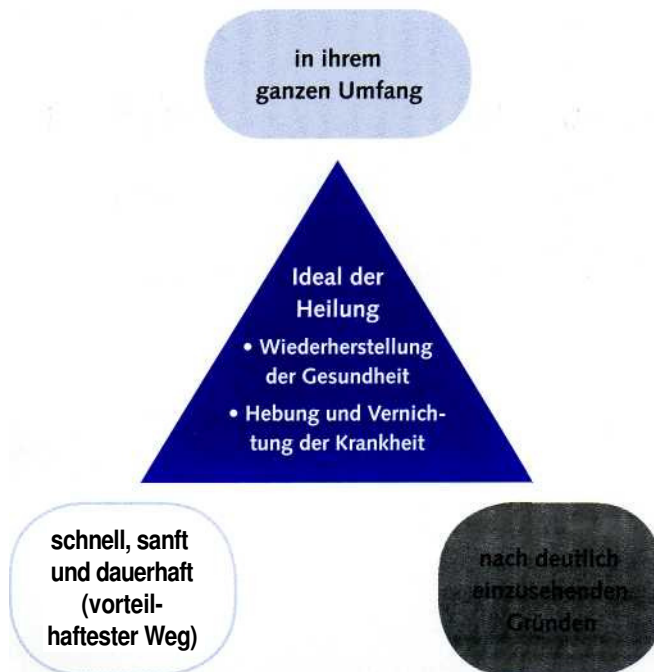 in ihrem
ganzen Umfang
Ideal der
Heilung
• Wiederherstellung
der Gesundheit
• Hebung und Vernich-
tung der Krankheit
schnell, sanft
und dauerhaft
(vorteil-
haftester Weg)
nach deutlich
einzusehenden
Gründen